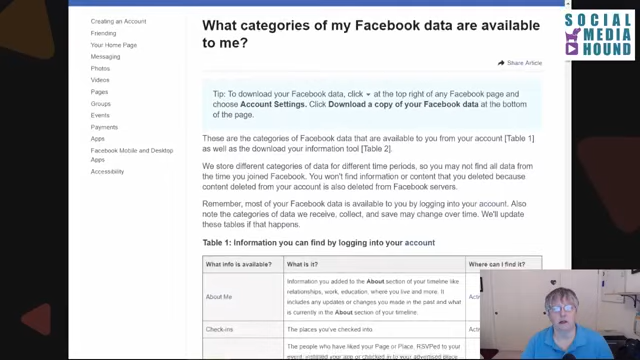 Creating an Account
Friending
Your Home Page
Messaging
Photos
Videos
Pages
Groups
Events
Payments
Apps
Facebook Mobile and Desktop
Apps
Accessibility
What categories of my Facebook data are available
to me?
Share Article
Tip: To download your Facebook data, click at the top right of any Facebook page and
choose Account Settings. Click Download a copy of your Facebook data at the bottom
of the page.
These are the categories of Facebook data that are available to you from your account [Table 1]
as well as the download your information tool [Table 2].
We store different categories of data for different time periods, so you may not find all data from
the time you joined Facebook. You won't find information or content that you deleted because
content deleted from your account is also deleted from Facebook servers.
Remember, most of your Facebook data is available to you by logging into your account. Also
note the categories of data we receive, collect, and save may change over time. We'll update
these tables if that happens.
Table 1: Information you can find by logging into your account
What info is available? What is it? Where can I find it?
About Me
Information you added to the About section of your timeline like
relationships, work, education, where you live and more. It
includes any updates or changes you made in the past and what
is currently in the About section of your timeline.
Check-ins The places you've checked into
The people who have liked your Page or Place, RSVPed to your
SOCIAL
MEDIA
HOUND